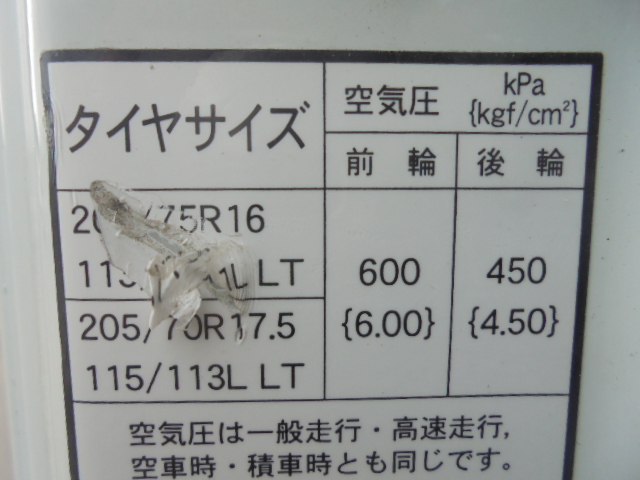 タイヤサイズ
空気圧 kPa
{kgf/cm²}
前輪 後輪
75R16
LT
600 450
{6.00} {4.50}
205/70R17.5
115/113L LT
空気圧は一般走行・高速走行,
空車時・積車時とも同じです。